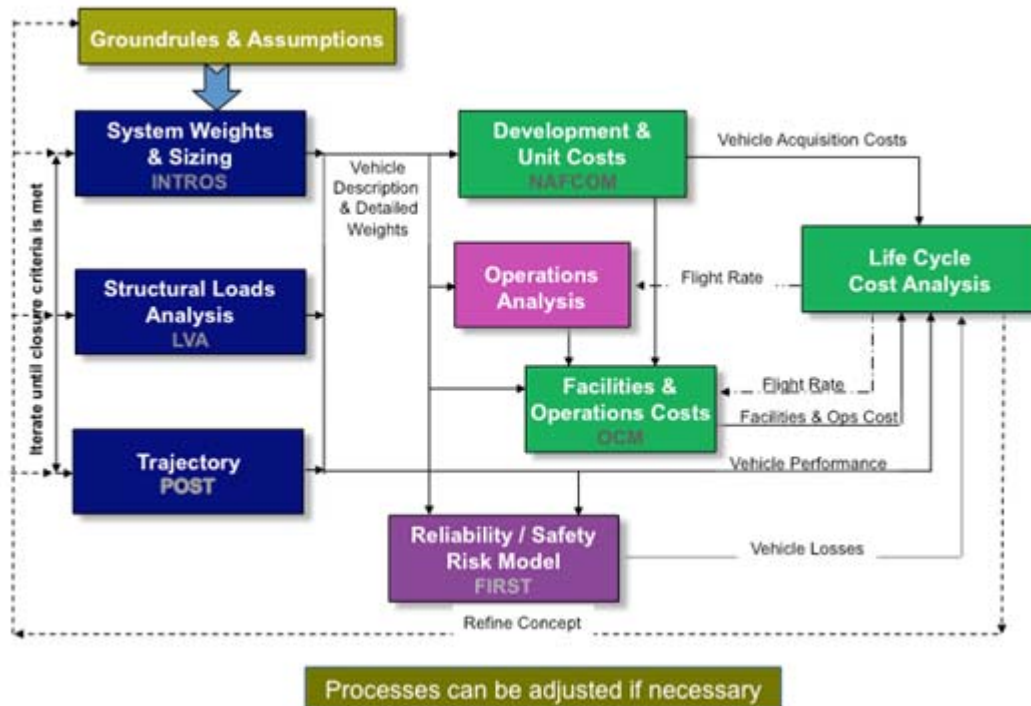 Groundrules & Assumptions
System Weights
& Sizing
INTROS
Structural Loads
Analysis
LVA
Trajectory
POST
Iterate until closure criteria is met
Vehicle
Description
& Detailed
Weights
Development &
Unit Costs
NAFCOM
Vehicle Acquisition Costs
Operations
Analysis
Flight Rate
Life Cycle
Cost Analysis
Facilities &
Operations Costs
OCM
Flight Rate
Facilities & Ops Cost
Vehicle Performance
Reliability / Safety
Risk Model
FIRST
Vehicle Losses
Refine Concept
Processes can be adjusted if necessary